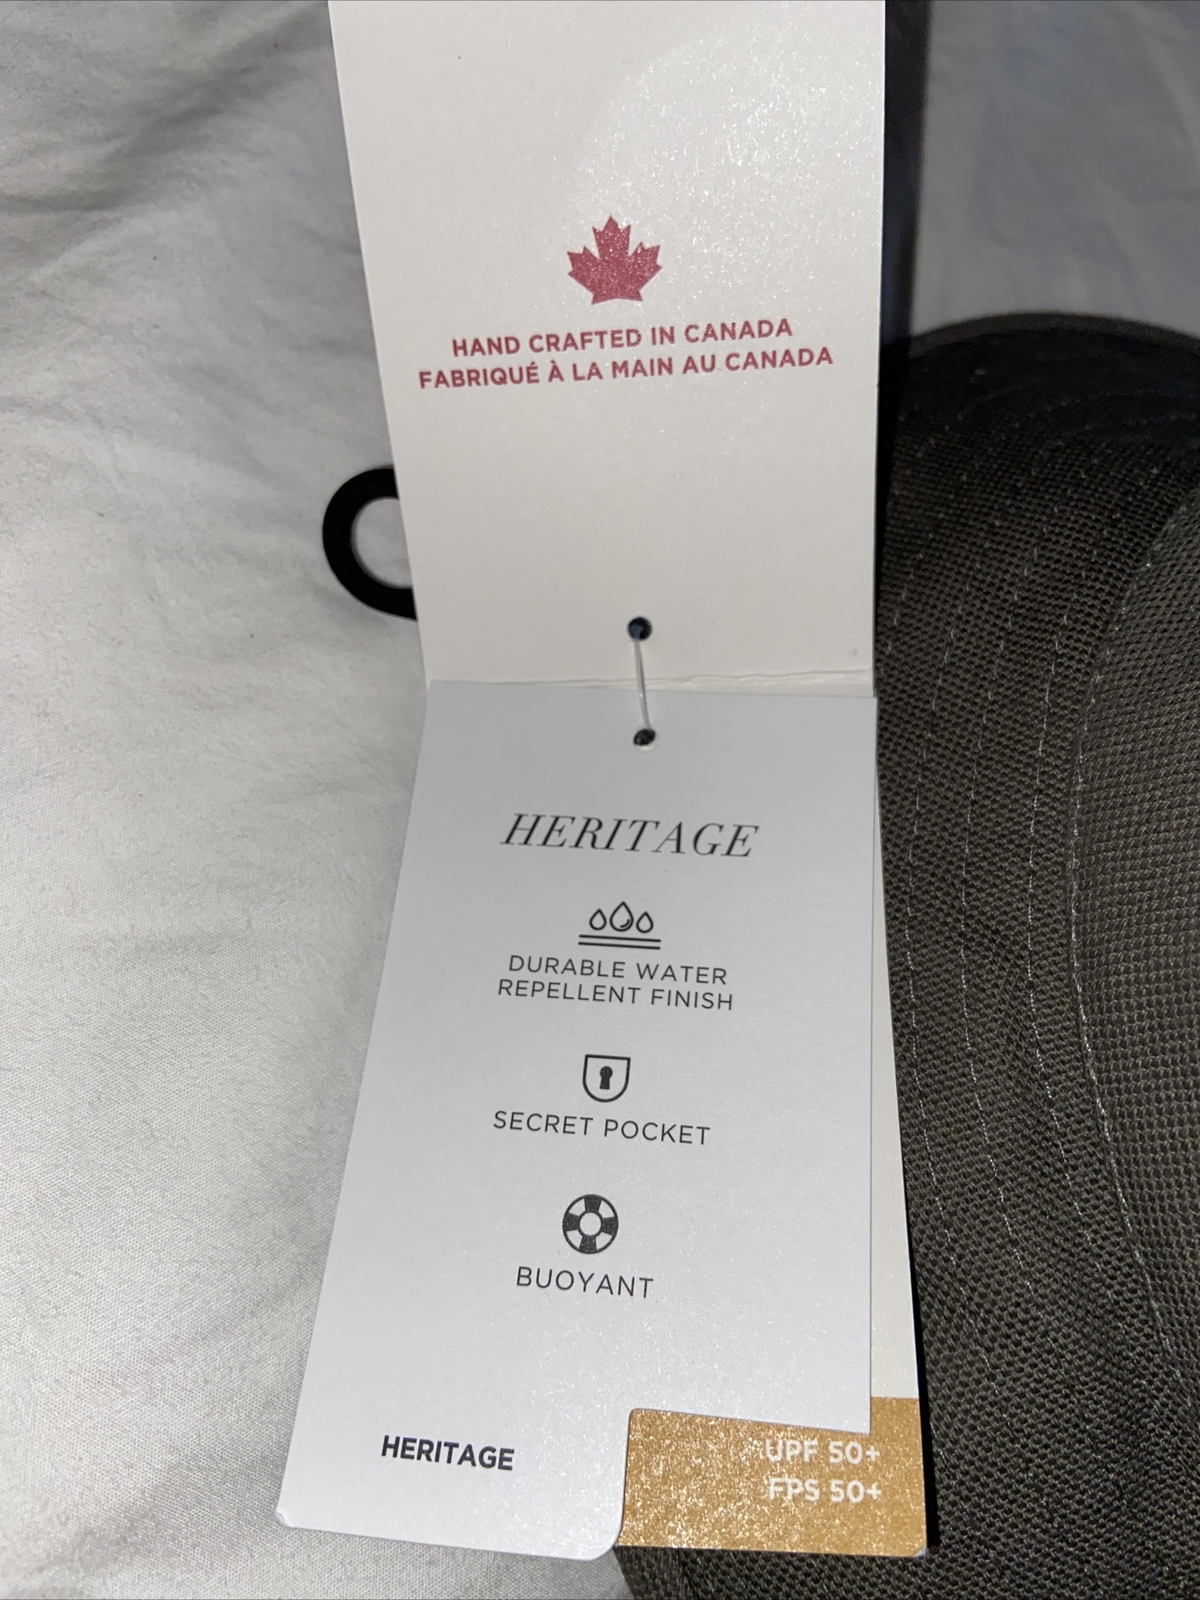 HAND CRAFTED IN CANADA
FABRIQUÉ À LA MAIN AU CANADA
HERITAGE
DURABLE WATER
REPELLENT FINISH
SECRET POCKET
BUOYANT
HERITAGE
UPF 50+
FPS 50+